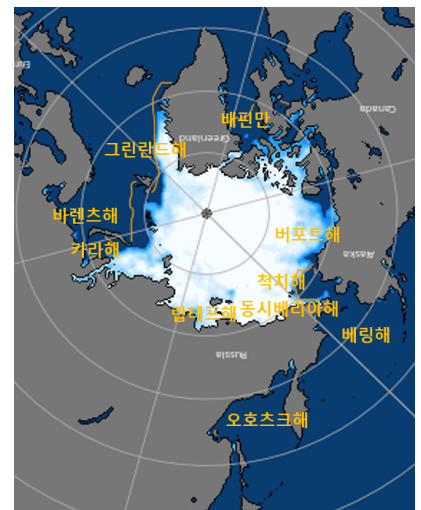 Euro
Canada
배핀만
Greenland
그린란드해
바렌츠해
버포트해
카라해
Alaska
척치해
랍테프해
동시베리아해
베링해
Russia
오호츠크해